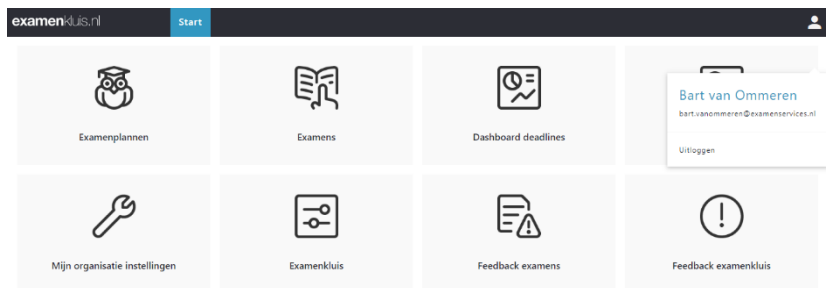 examenkluis.nl Start
Bart van Ommeren
bart.vanommeren@examenservices.nl
Examenplannen Examens Dashboard deadlines
Uitloggen
Mijn organisatie instellingen Examenkluis Feedback examens Feedback examenkluis